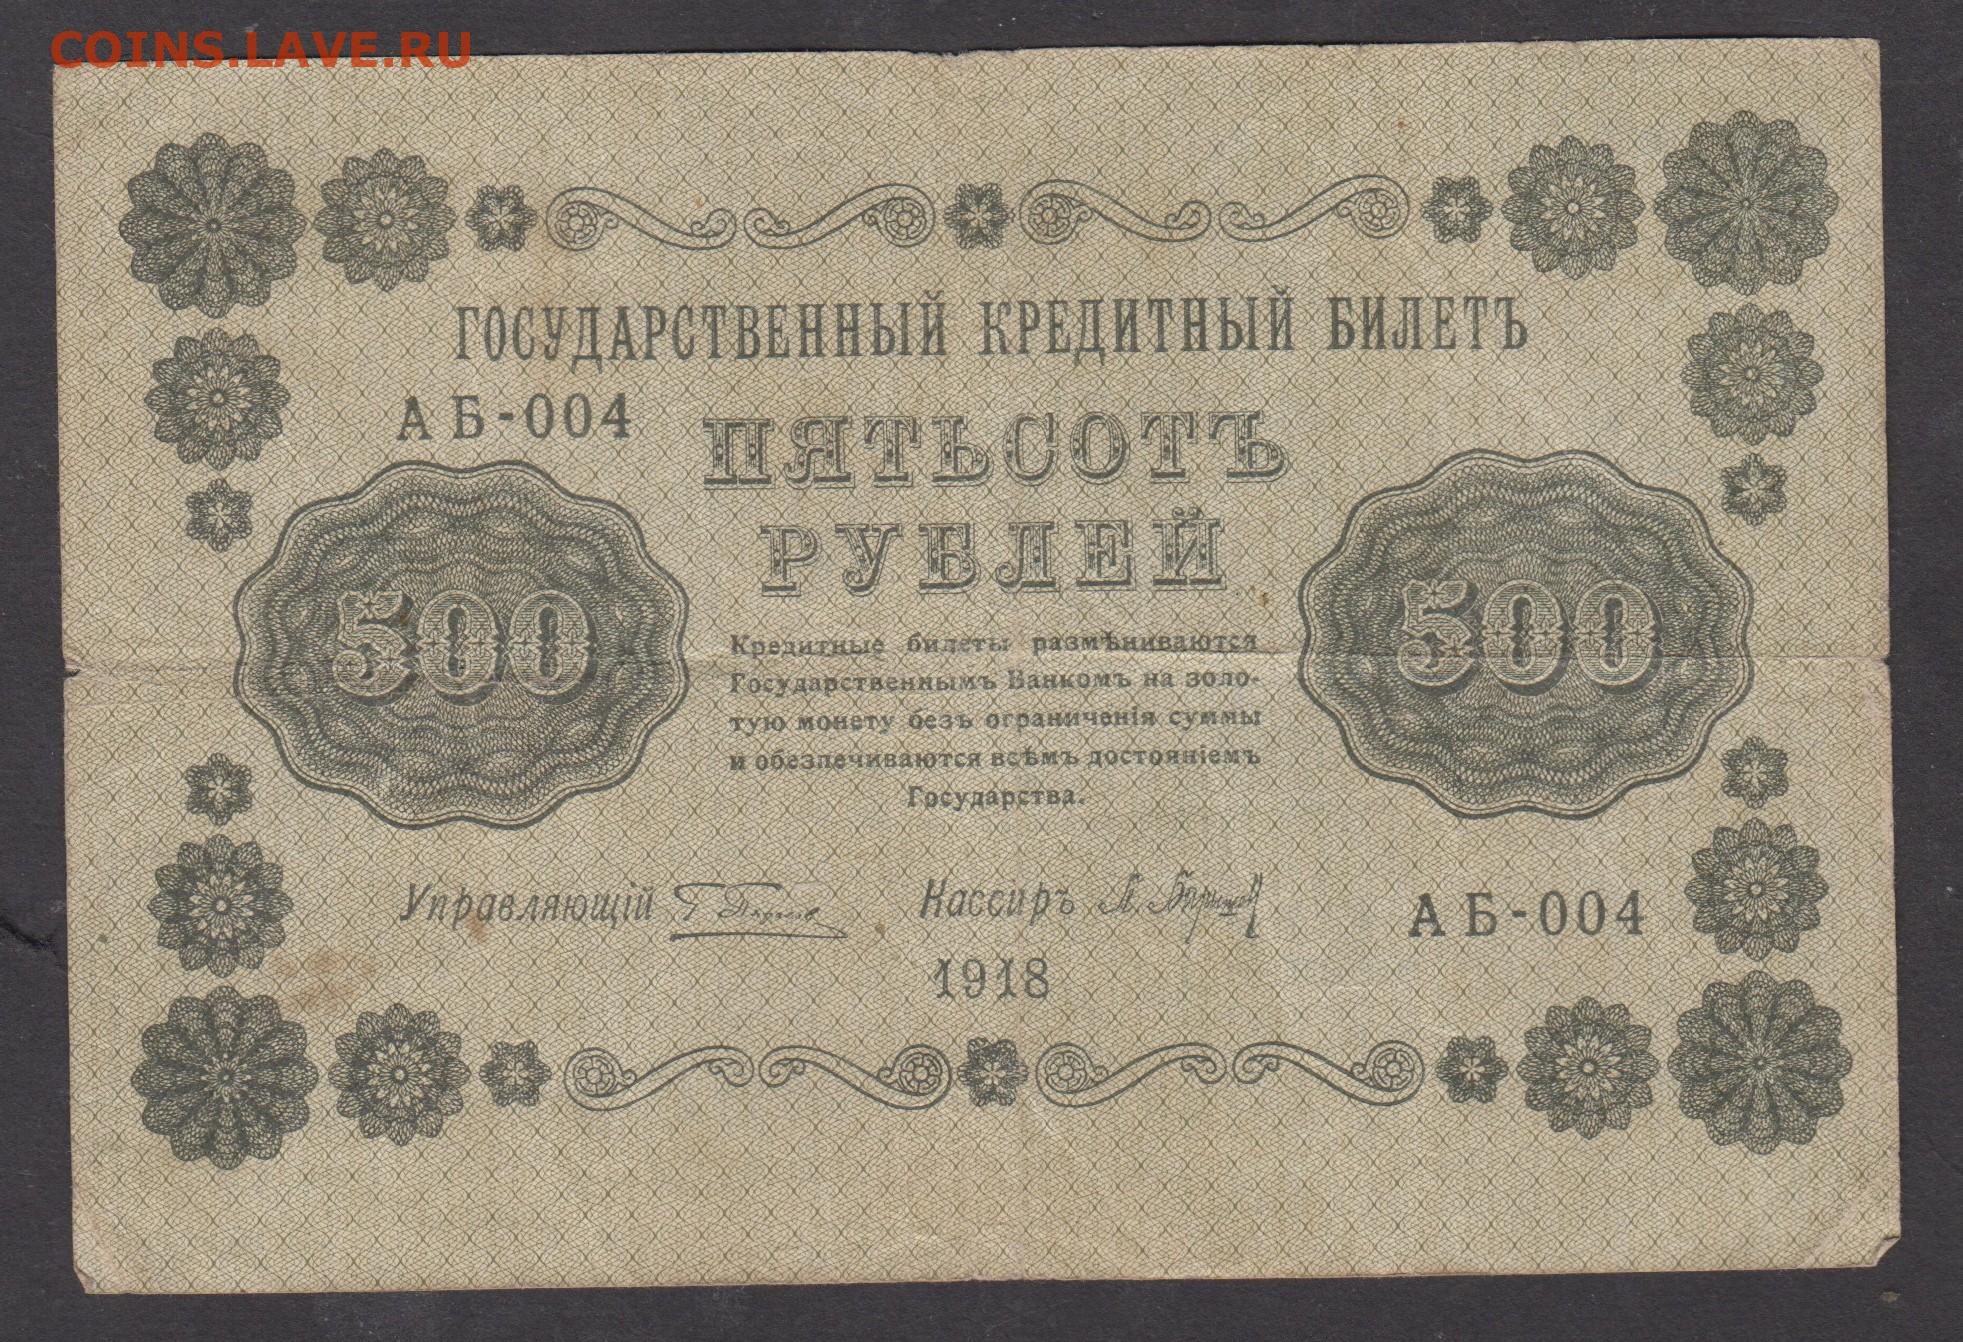 COINS.LAVE.RU
ГОСУДАРСТВЕННЫЙ КРЕДИТНЫЙ БИЛЕТЪ
АБ-004
ПЯТЬСОТЪ
РУБЛЕЙ
500
500
Кредитные билеты размѣниваются
Государственнымъ Банкомъ на золо-
тую монету безъ ограниченія суммы
и обезпечиваются всѣмъ достояніемъ
Государства.
Управляющій
Кассиръ
АБ-004
1918